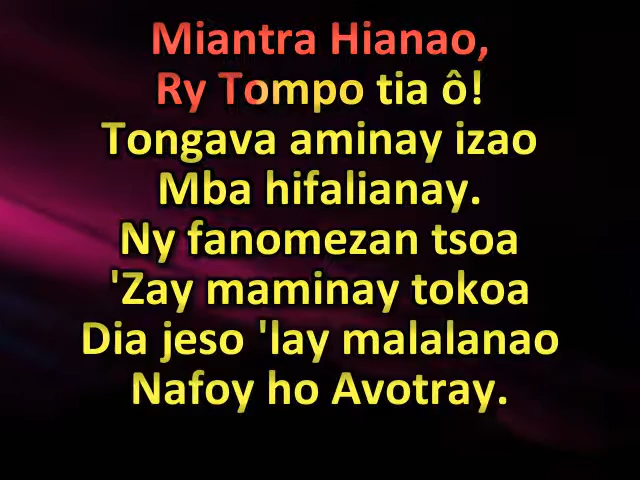 Miantra Hianao,
Ry Tompo tia ô!
Tongava aminay izao
Mba hifalianay.
Ny fanomezan tsoa
'Zay maminay tokoa
Dia jeso 'lay malalanao
Nafoy ho Avotray.